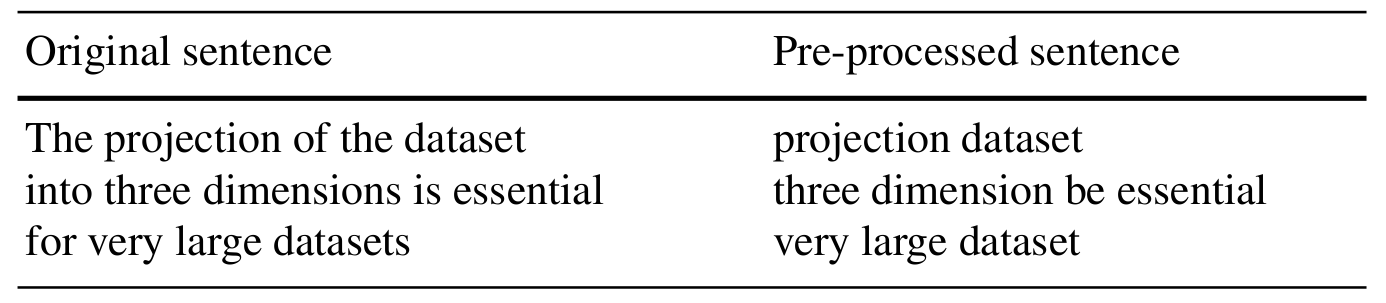 Original sentence Pre-processed sentence
The projection of the dataset projection dataset
into three dimensions is essential three dimension be essential
for very large datasets very large dataset